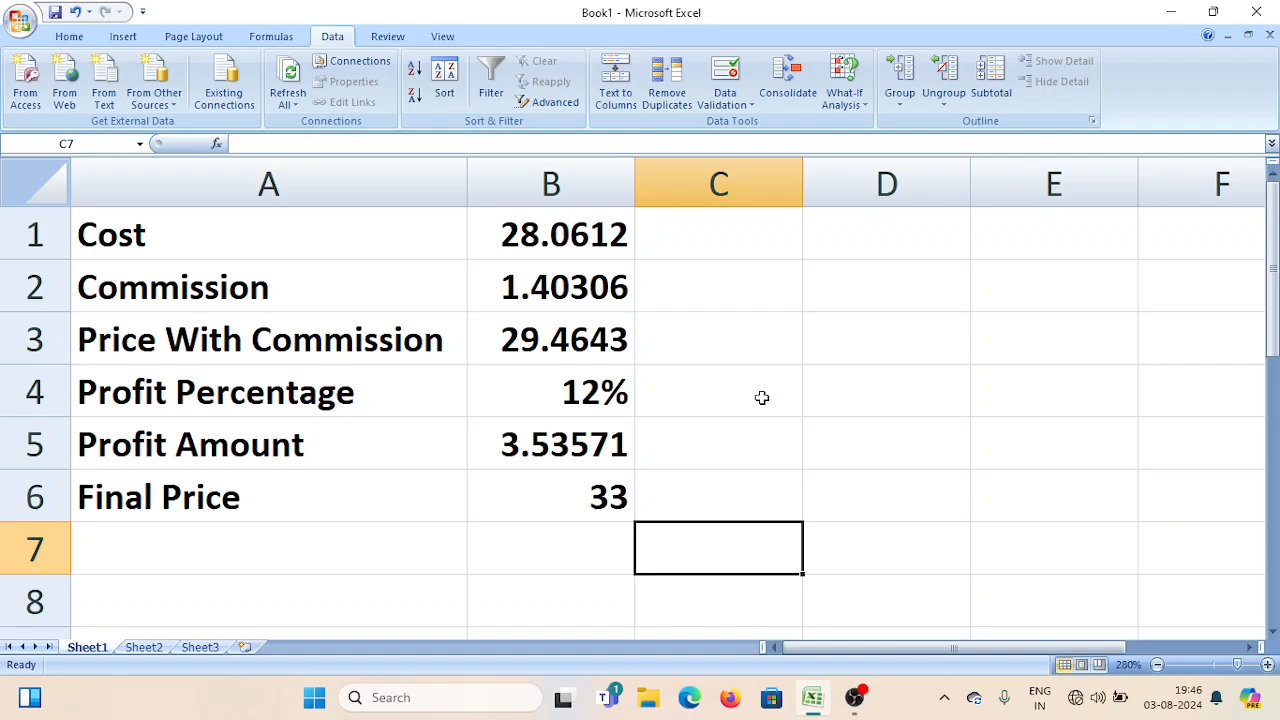 Book1 - Microsoft Excel
Home Insert Page Layout Formulas Data Review View
From Access
From Web
From Text
From Other Sources
Existing Connections
Get External Data
Refresh All
Connections
Properties
Edit Links
Connections
Sort
Filter
Clear
Reapply
Advanced
Sort & Filter
Text to Columns
Remove Duplicates
Data Validation
Consolidate
What-If Analysis
Data Tools
Group
Ungroup
Subtotal
Show Detail
Hide Detail
Outline
C7 fx
A B C D E F
1 Cost 28.0612
2 Commission 1.40306
3 Price With Commission 29.4643
4 Profit Percentage 12%
5 Profit Amount 3.53571
6 Final Price 33
7
8
Sheet1 Sheet2 Sheet3
Ready 280%
Search 1 ENG 19:46
IN 03-08-2024 PRE